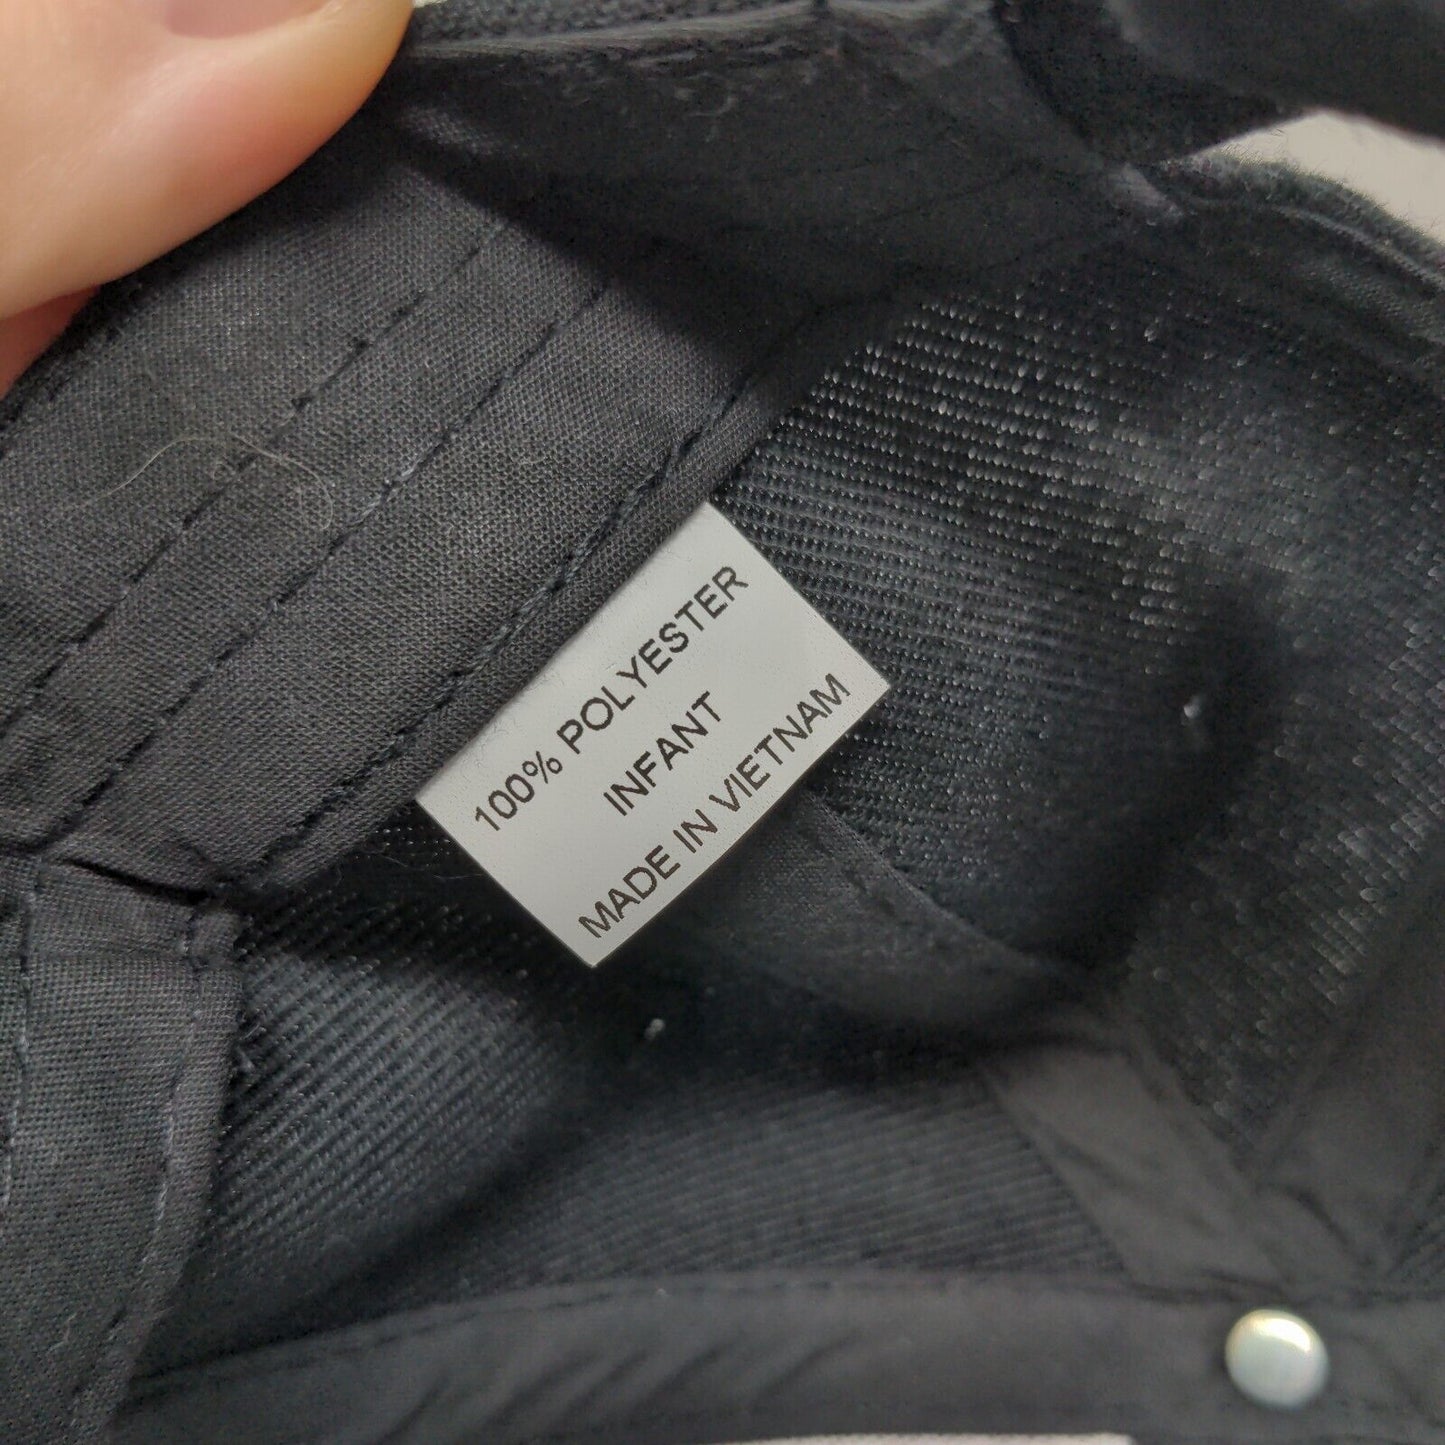 100% POLYESTER
INFANT
MADE IN VIETNAM